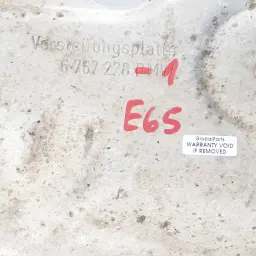 Versteifungsplatte
6 757 228
-1
E65
GlobalParts
WARRANTY VOID
IF REMOVED